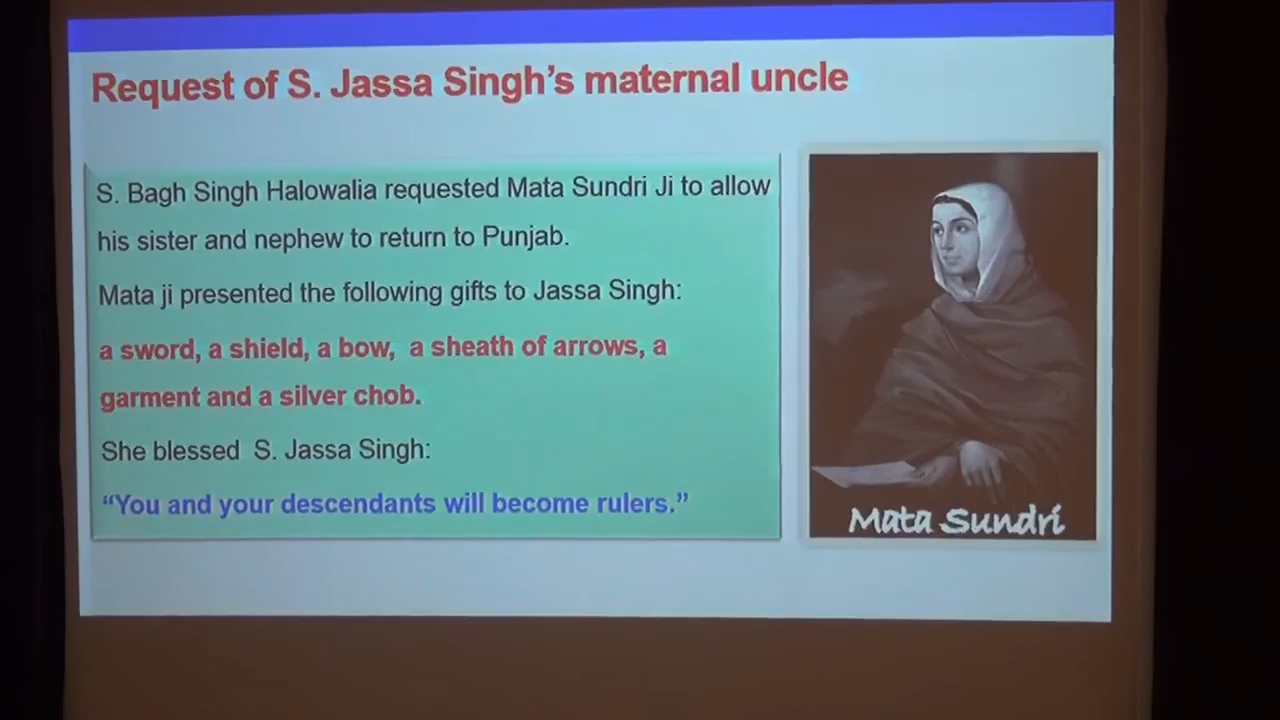 Request of S. Jassa Singh's maternal uncle
S. Bagh Singh Halowalia requested Mata Sundri Ji to allow
his sister and nephew to return to Punjab.
Mata ji presented the following gifts to Jassa Singh:
a sword, a shield, a bow, a sheath of arrows, a
garment and a silver chob.
She blessed S. Jassa Singh:
“You and your descendants will become rulers.”
Mata Sundri